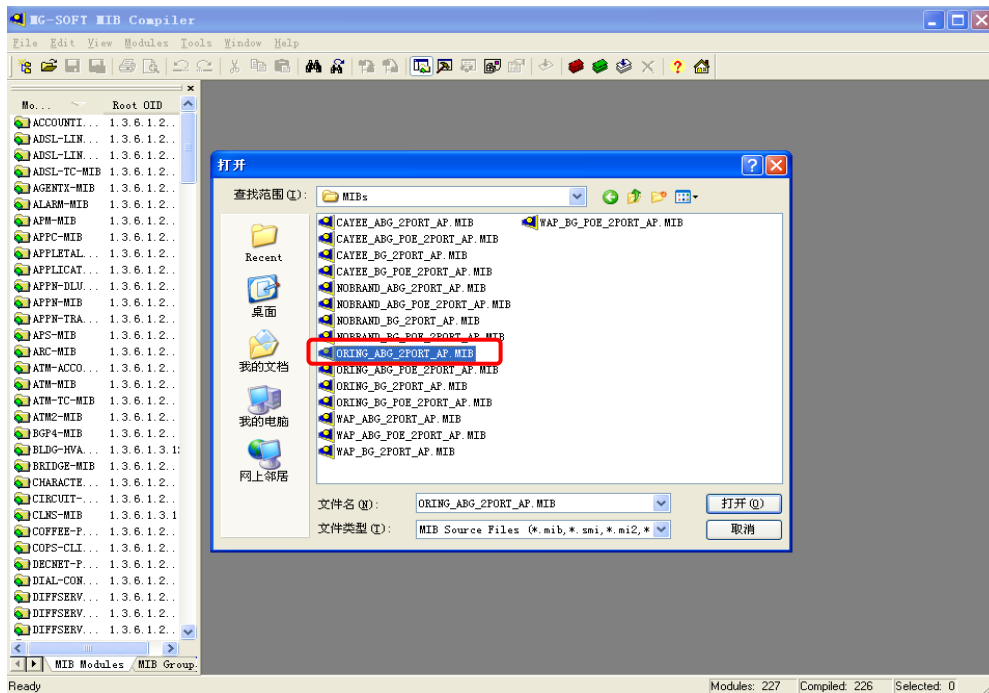 MG-SOFT MIB Compiler
File Edit View Modules Tools Window Help
Mo... Root OID
ACCOUNTI... 1.3.6.1.2..
ADSL-LIN... 1.3.6.1.2..
ADSL-LIN... 1.3.6.1.2..
ADSL-TC-MIB 1.3.6.1.2..
AGENTX-MIB 1.3.6.1.2..
ALARM-MIB 1.3.6.1.2..
APM-MIB 1.3.6.1.2..
APPC-MIB 1.3.6.1.2..
APPLETAL... 1.3.6.1.2..
APPLICAT... 1.3.6.1.2..
APPN-DLU... 1.3.6.1.2..
APPN-MIB 1.3.6.1.2..
APPN-TRA... 1.3.6.1.2..
APS-MIB 1.3.6.1.2..
ARC-MIB 1.3.6.1.2..
ATM-ACCO... 1.3.6.1.2..
ATM-MIB 1.3.6.1.2..
ATM-TC-MIB 1.3.6.1.2..
ATM2-MIB 1.3.6.1.2..
BGP4-MIB 1.3.6.1.2..
BLDG-HVA... 1.3.6.1.3.1:
BRIDGE-MIB 1.3.6.1.2..
CHARACTE... 1.3.6.1.2..
CIRCUIT-... 1.3.6.1.2..
CLNS-MIB 1.3.6.1.3.1
COFFEE-P... 1.3.6.1.2..
COPS-CLI... 1.3.6.1.2..
DECNET-P... 1.3.6.1.2..
DIAL-CON... 1.3.6.1.2..
DIFFSERV... 1.3.6.1.2..
DIFFSERV... 1.3.6.1.2..
DIFFSERV... 1.3.6.1.2..
MIB Modules MIB Group
打开
查找范围(I): MIBs
Recent
桌面
我的文档
我的电脑
网上邻居
CAYEE_ABG_2PORT_AP.MIB
CAYEE_ABG_POE_2PORT_AP.MIB
CAYEE_BG_2PORT_AP.MIB
CAYEE_BG_POE_2PORT_AP.MIB
NOBRAND_ABG_2PORT_AP.MIB
NOBRAND_ABG_POE_2PORT_AP.MIB
NOBRAND_BG_2PORT_AP.MIB
NOBRAND_BG_POE_2PORT_AP.MIB
ORING_ABG_2PORT_AP.MIB
ORING_ABG_POE_2PORT_AP.MIB
ORING_BG_2PORT_AP.MIB
ORING_BG_POE_2PORT_AP.MIB
WAP_ABG_2PORT_AP.MIB
WAP_ABG_POE_2PORT_AP.MIB
WAP_BG_2PORT_AP.MIB
WAP_BG_POE_2PORT_AP.MIB
文件名(N): ORING_ABG_2PORT_AP.MIB 打开(O)
文件类型(T): MIB Source Files (*.mib,*.smi,*.mi2,* 取消
Ready Modules: 227 Compiled: 226 Selected: 0